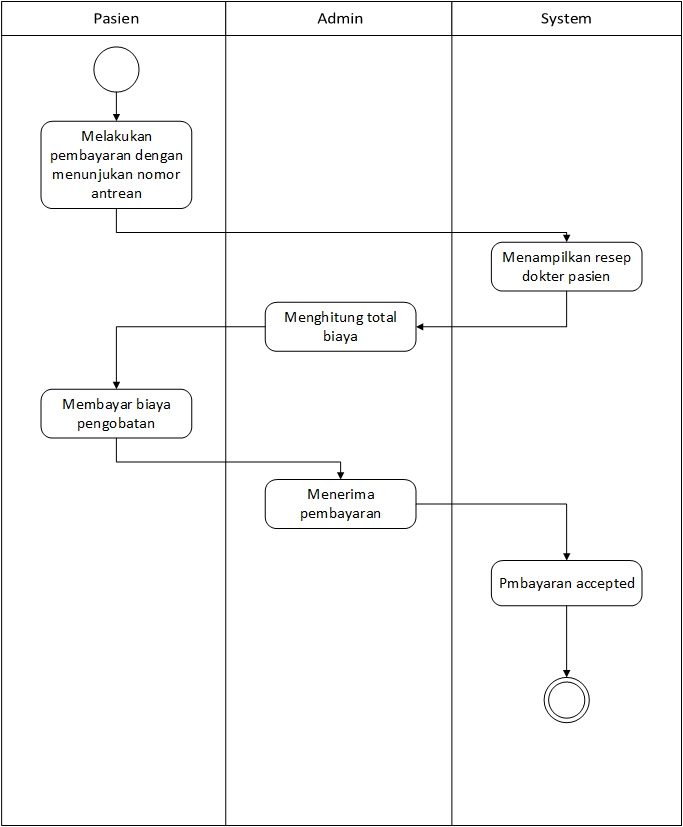 Pasien
Admin
System
Melakukan
pembayaran dengan
menunjukan nomor
antrean
Menampilkan resep
dokter pasien
Menghitung total
biaya
Membayar biaya
pengobatan
Menerima
pembayaran
Pmbayaran accepted